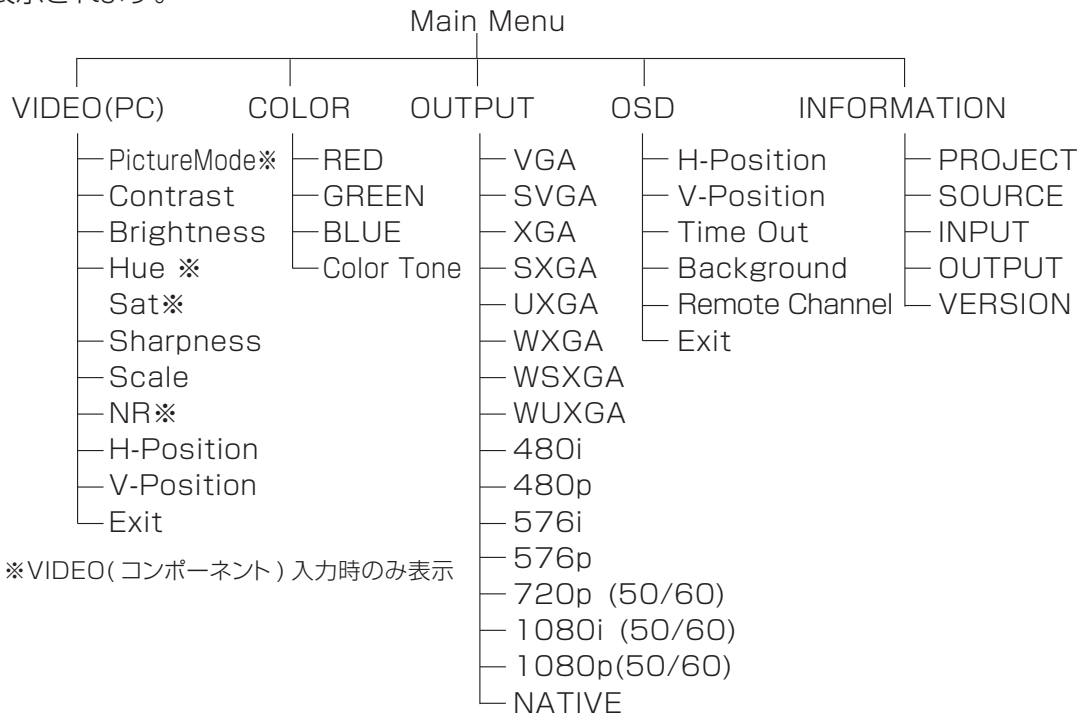 表示されます。
Main Menu
VIDEO(PC)
PictureMode※
Contrast
Brightness
Hue ※
Sat※
Sharpness
Scale
NR※
H-Position
V-Position
Exit
※VIDEO( コンポーネント ) 入力時のみ表示
COLOR
RED
GREEN
BLUE
Color Tone
OUTPUT
VGA
SVGA
XGA
SXGA
UXGA
WXGA
WSXGA
WUXGA
480i
480p
576i
576p
720p (50/60)
1080i (50/60)
1080p(50/60)
NATIVE
OSD
H-Position
V-Position
Time Out
Background
Remote Channel
Exit
INFORMATION
PROJECT
SOURCE
INPUT
OUTPUT
VERSION